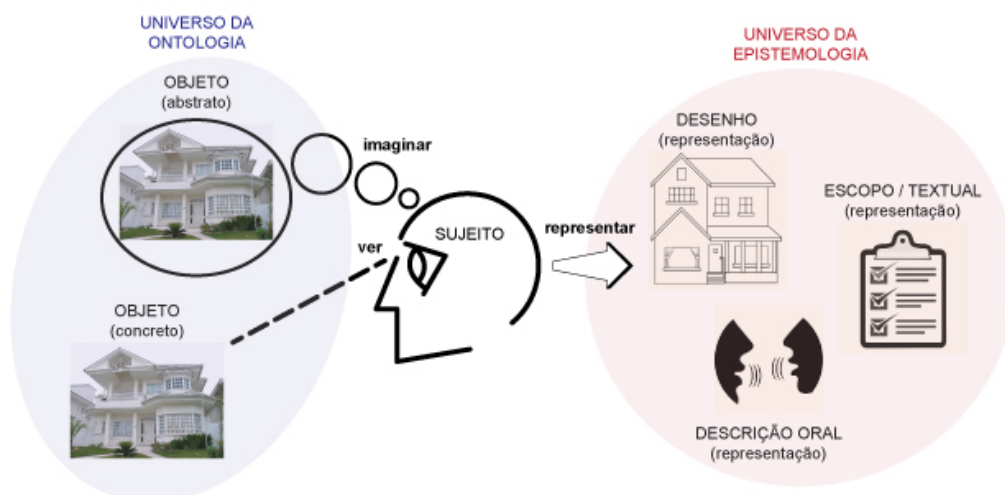 UNIVERSO DA
ONTOLOGIA
OBJETO
(abstrato)
imaginar
ver
SUJEITO
OBJETO
(concreto)
representar
UNIVERSO DA
EPISTEMOLOGIA
DESENHO
(representação)
ESCOPO / TEXTUAL
(representação)
DESCRIÇÃO ORAL
(representação)